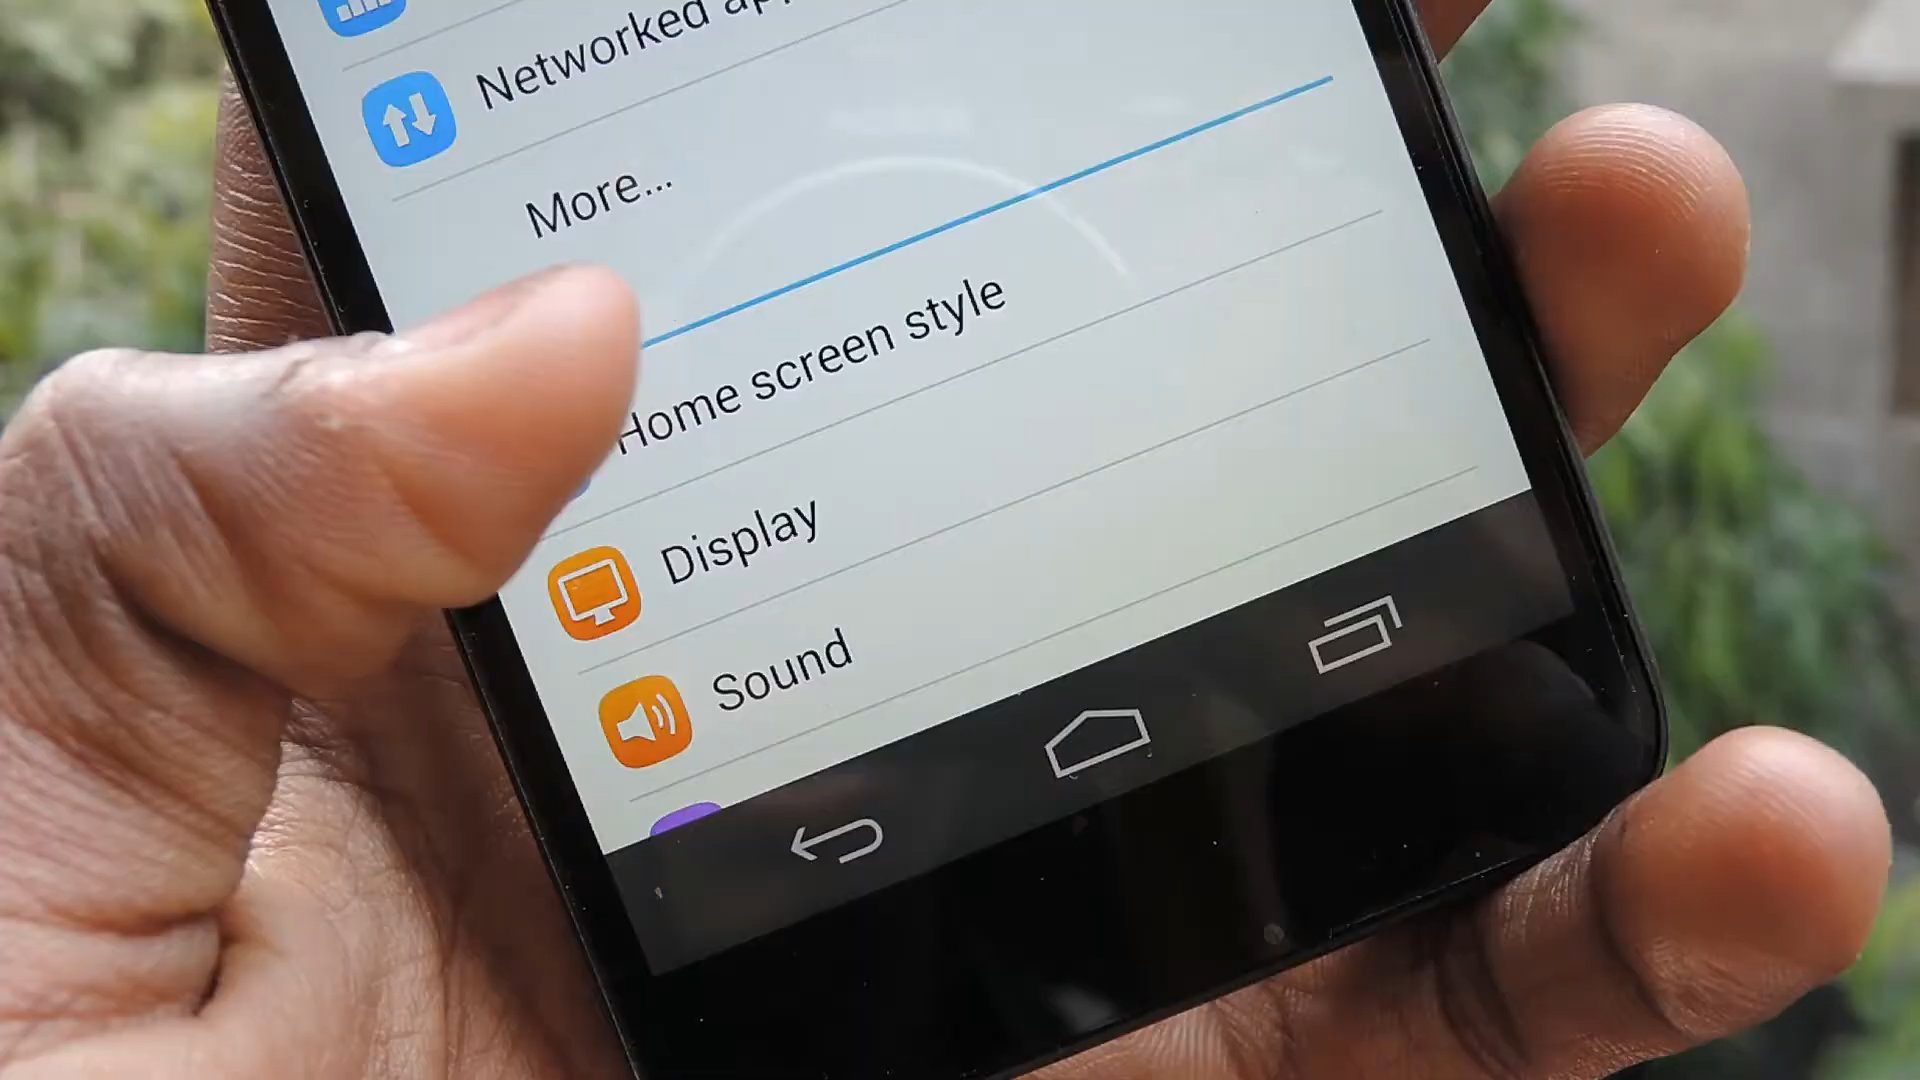 Networked
More...
Home screen style
Display
Sound